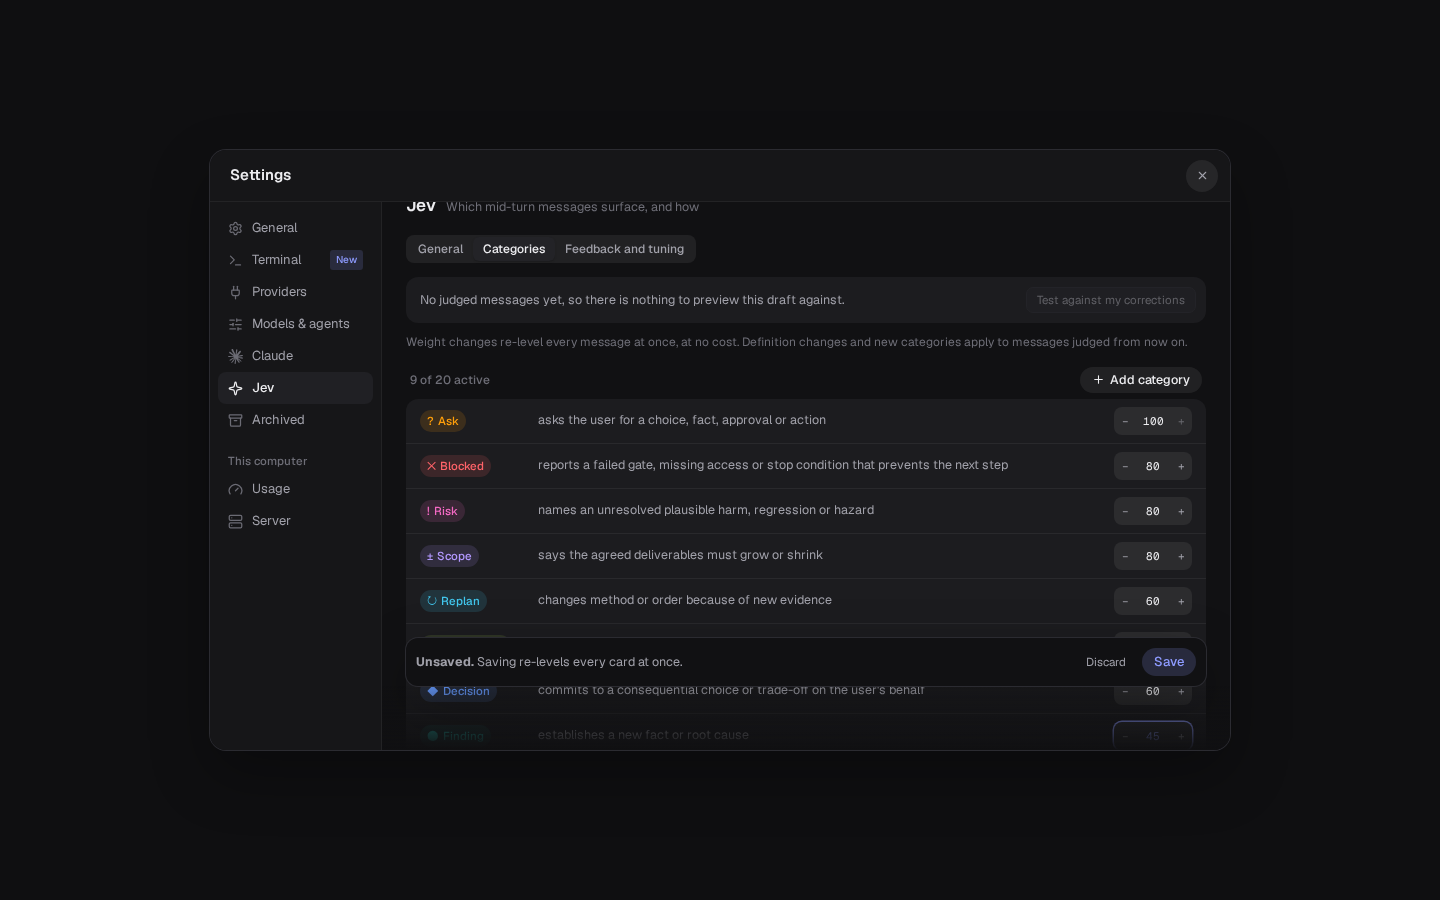 Settings
General
Terminal New
Providers
Models & agents
Claude
Jev
Archived
This computer
Usage
Server
Jev Which mid-turn messages surface, and how
General Categories Feedback and tuning
No judged messages yet, so there is nothing to preview this draft against. Test against my corrections
Weight changes re-level every message at once, at no cost. Definition changes and new categories apply to messages judged from now on.
9 of 20 active + Add category
? Ask asks the user for a choice, fact, approval or action - 100 +
Blocked reports a failed gate, missing access or stop condition that prevents the next step - 80 +
! Risk names an unresolved plausible harm, regression or hazard - 80 +
± Scope says the agreed deliverables must grow or shrink - 80 +
Replan changes method or order because of new evidence - 60 +
Unsaved. Saving re-levels every card at once. Discard Save
Decision commits to a consequential choice or trade-off on the user's behalf - 60 +
Finding establishes a new fact or root cause - 45 +